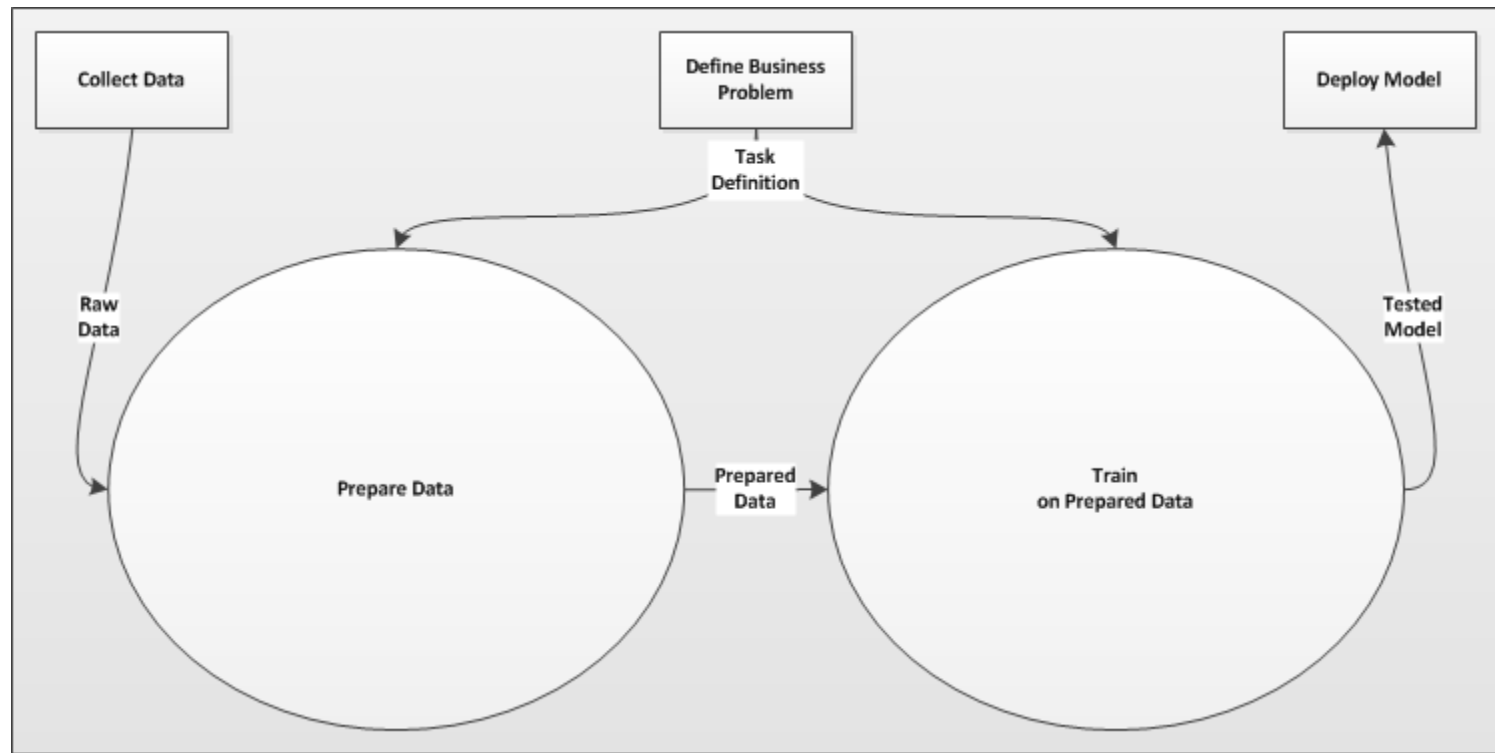 Collect Data
Define Business
Problem
Deploy Model
Task
Definition
Raw
Data
Tested
Model
Prepare Data
Prepared
Data
Train
on Prepared Data